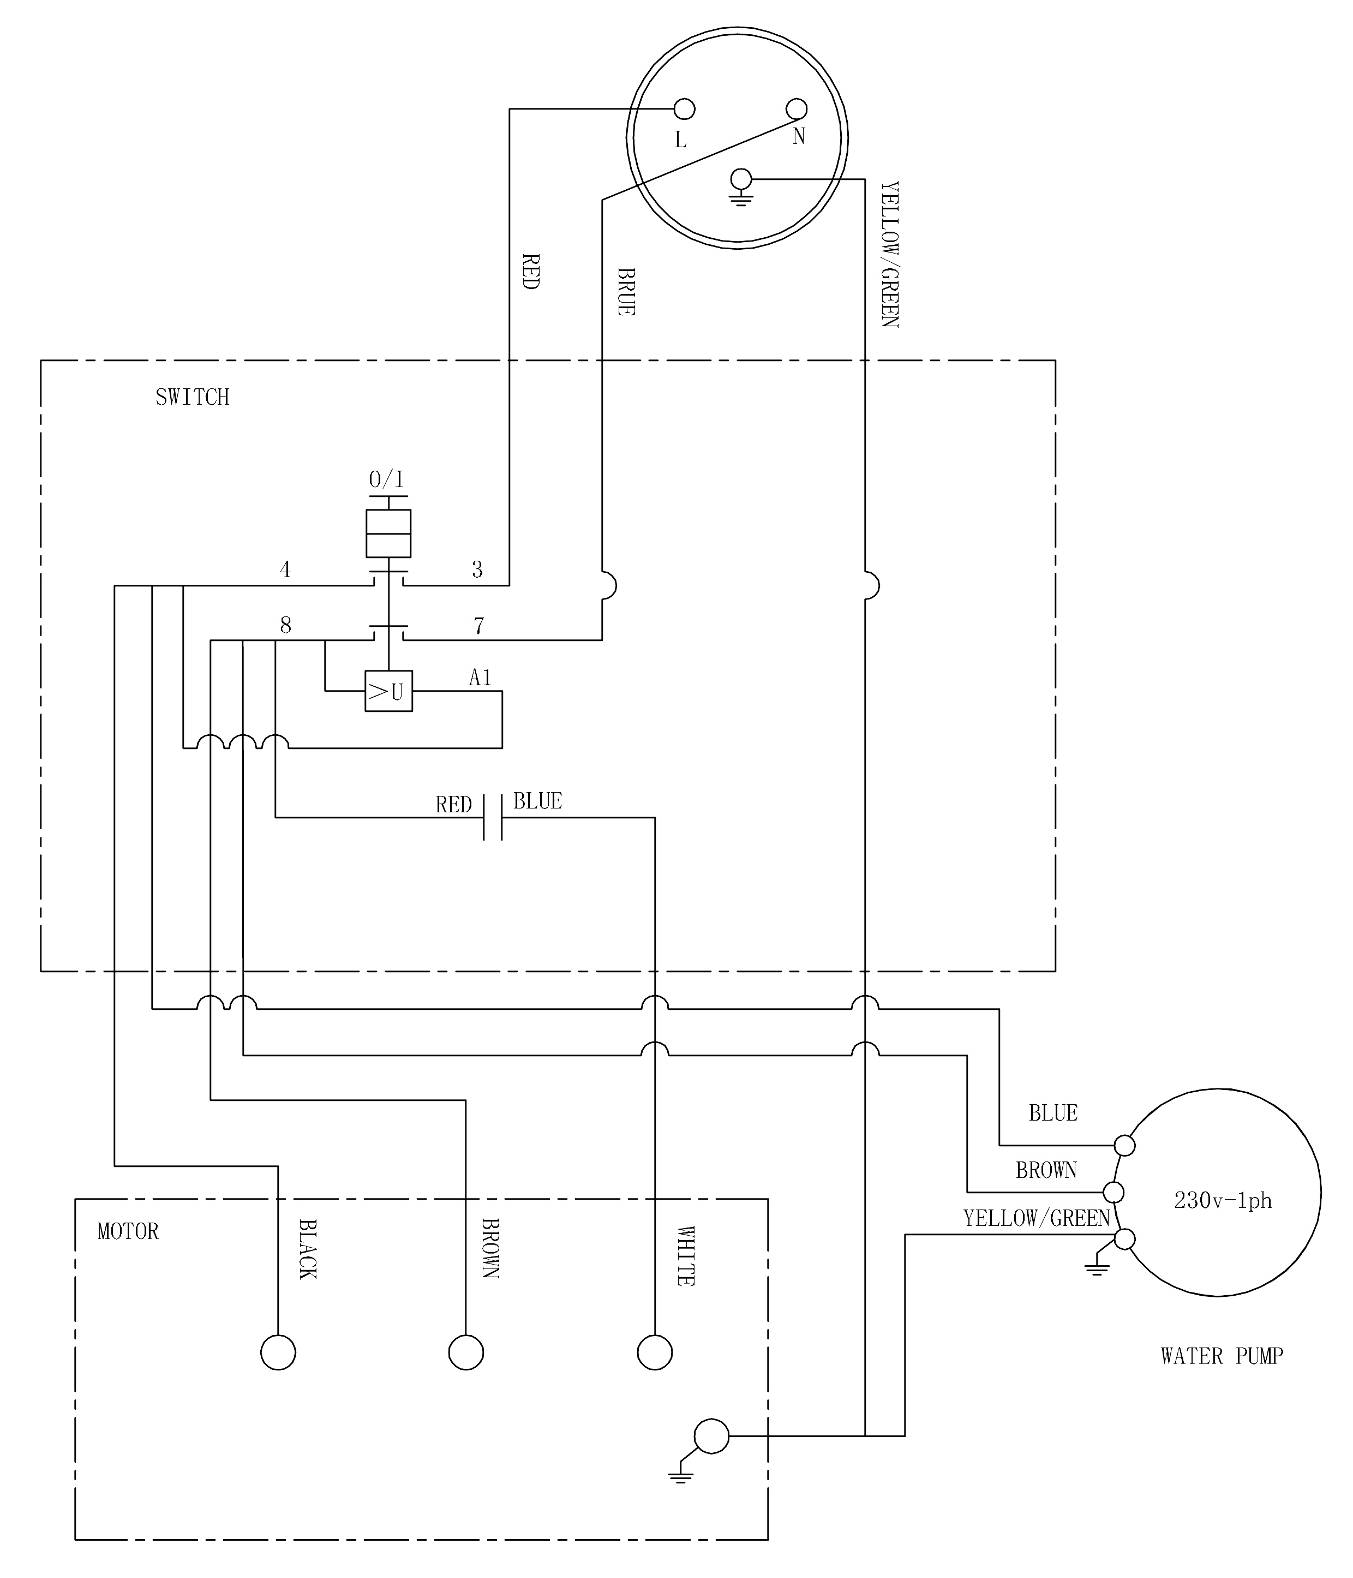 L
N
YELLOW/GREEN
RED
BRUE
SWITCH
0/1
4
3
8
7
>U
A1
RED
BLUE
BLUE
BROWN
230v-1ph
YELLOW/GREEN
MOTOR
BLACK
BROWN
WHITE
WATER PUMP